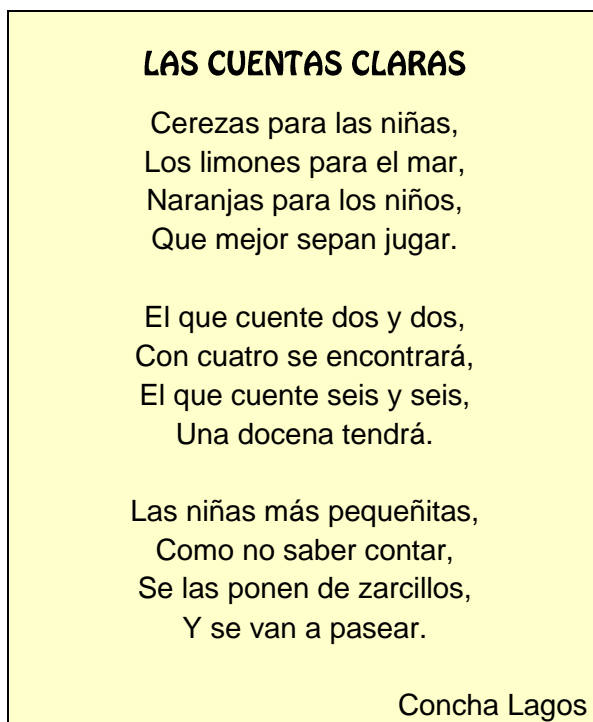 LAS CUENTAS CLARAS
Cerezas para las niñas,
Los limones para el mar,
Naranjas para los niños,
Que mejor sepan jugar.
El que cuente dos y dos,
Con cuatro se encontrará,
El que cuente seis y seis,
Una docena tendrá.
Las niñas más pequeñitas,
Como no saber contar,
Se las ponen de zarcillos,
Y se van a pasear.
Concha Lagos